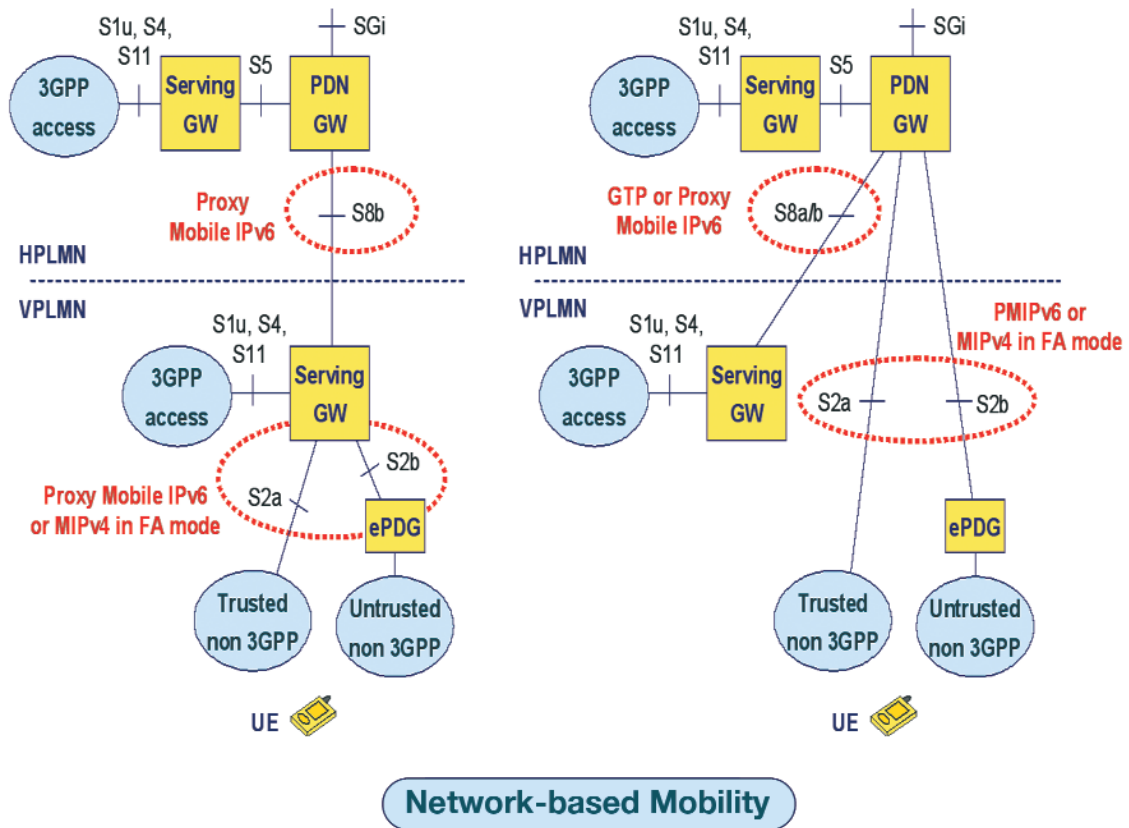 S1u, S4,
S11
SGi
S5
3GPP
access
Serving
GW
PDN
GW
Proxy
Mobile IPv6
S8b
HPLMN
VPLMN
S1u, S4,
S11
3GPP
access
Serving
GW
S2b
S2a
Proxy Mobile IPv6
or MIPv4 in FA mode
ePDG
Trusted
non 3GPP
Untrusted
non 3GPP
UE
S1u, S4,
S11
SGi
S5
3GPP
access
Serving
GW
PDN
GW
GTP or Proxy
Mobile IPv6
S8a/b
HPLMN
VPLMN
PMIPv6 or
MIPv4 in FA mode
S1u, S4,
S11
3GPP
access
Serving
GW
S2a
S2b
ePDG
Trusted
non 3GPP
Untrusted
non 3GPP
UE
Network-based Mobility